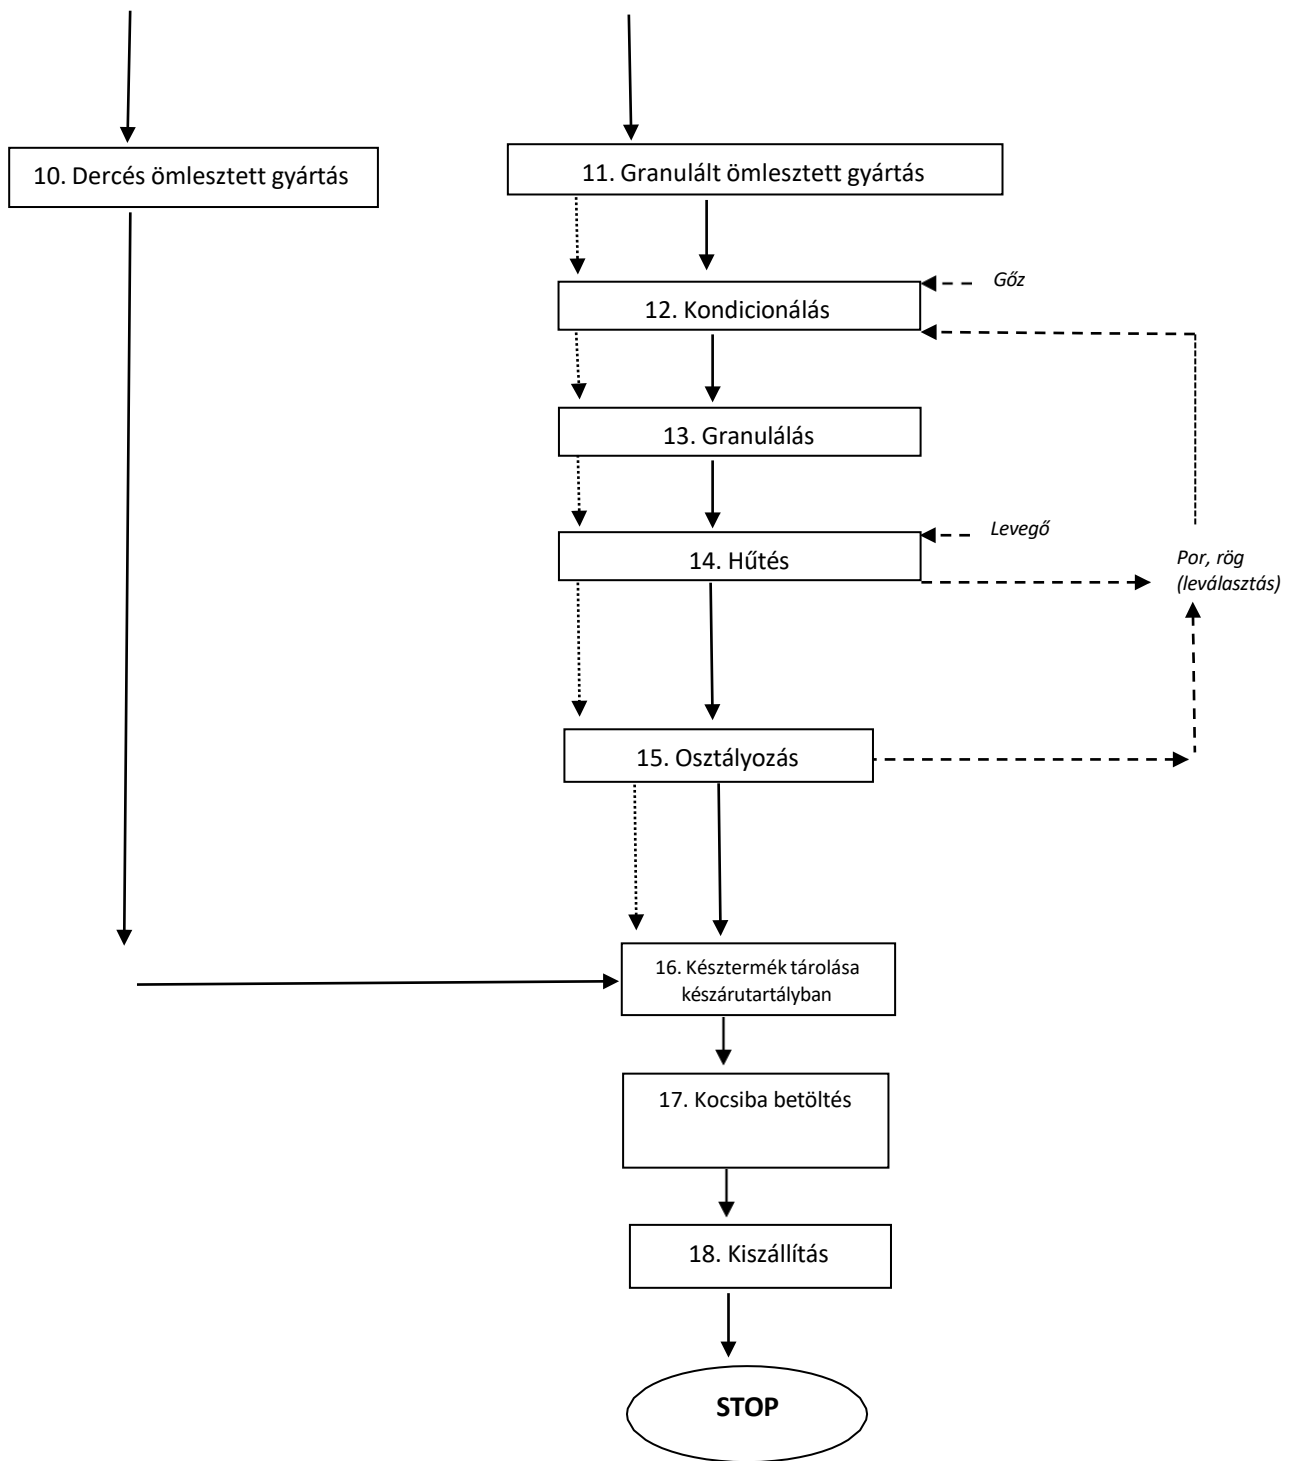 10. Dercés ömlesztett gyártás
11. Granulált ömlesztett gyártás
Gőz
12. Kondicionálás
13. Granulálás
Levegő
14. Hűtés
Por, rög
(leválasztás)
15. Osztályozás
16. Késztermék tárolása
készárutartályban
17. Kocsiba betöltés
18. Kiszállítás
STOP